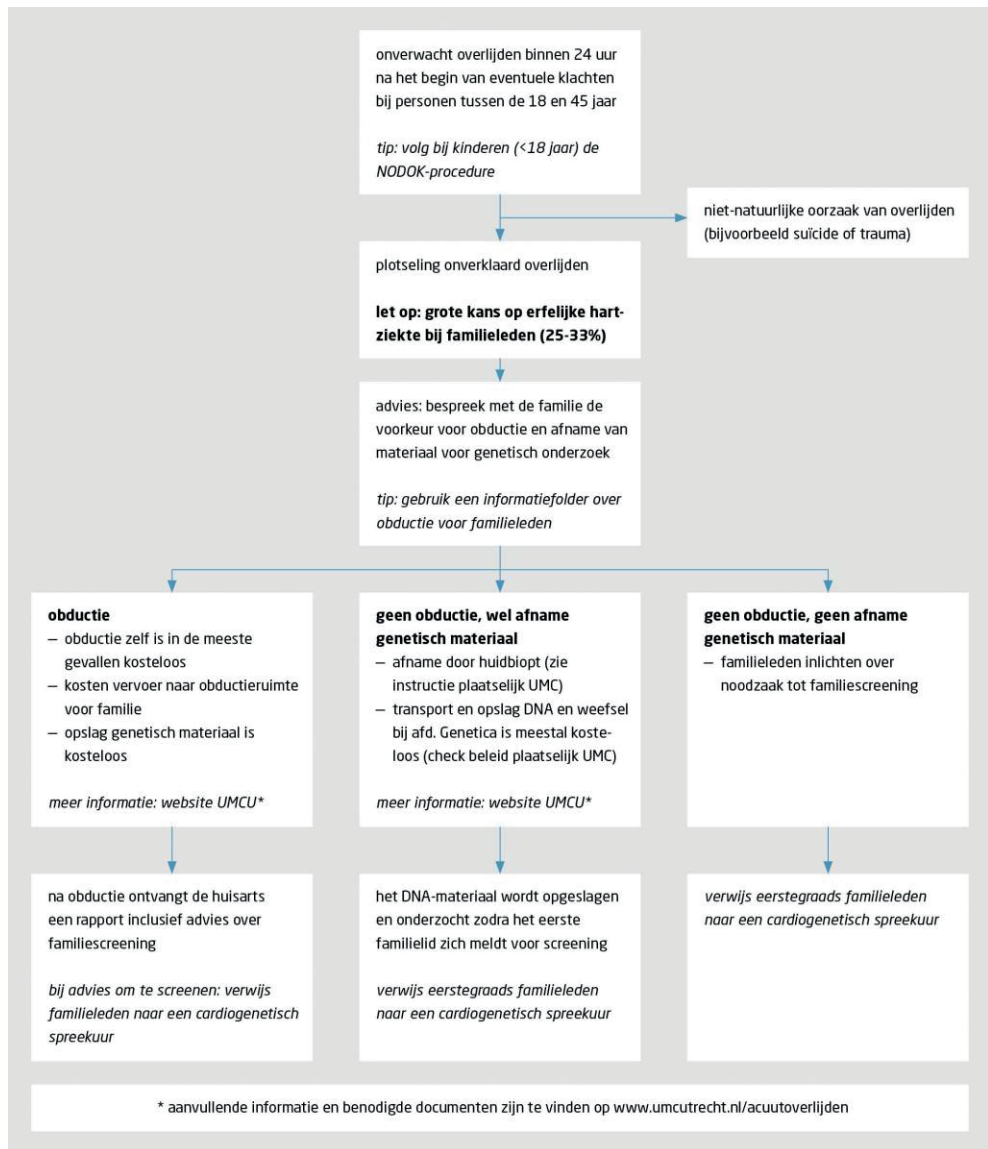 onverwacht overlijden binnen 24 uur
na het begin van eventuele klachten
bij personen tussen de 18 en 45 jaar
tip: volg bij kinderen (<18 jaar) de
NODOK-procedure
niet-natuurlijke oorzaak van overlijden
(bijvoorbeeld suïcide of trauma)
plotseling onverklaard overlijden
let op: grote kans op erfelijke hart-
ziekte bij familieleden (25-33%)
advies: bespreek met de familie de
voorkeur voor obductie en afname van
materiaal voor genetisch onderzoek
tip: gebruik een informatiefolder over
obductie voor familieleden
obductie
– obductie zelf is in de meeste
gevallen kosteloos
– kosten vervoer naar obductieruimte
voor familie
– opslag genetisch materiaal is
kosteloos
meer informatie: website UMCU*
geen obductie, wel afname
genetisch materiaal
– afname door huidbiopt (zie
instructie plaatselijk UMC)
– transport en opslag DNA en weefsel
bij afd. Genetica is meestal koste-
loos (check beleid plaatselijk UMC)
meer informatie: website UMCU*
geen obductie, geen afname
genetisch materiaal
– familieleden inlichten over
noodzaak tot familiescreening
na obductie ontvangt de huisarts
een rapport inclusief advies over
familiescreening
bij advies om te screenen: verwijs
familieleden naar een cardiogenetisch
spreekuur
het DNA-materiaal wordt opgeslagen
en onderzocht zodra het eerste
familielid zich meldt voor screening
verwijs eerstegraads familieleden
naar een cardiogenetisch spreekuur
verwijs eerstegraads familieleden
naar een cardiogenetisch spreekuur
* aanvullende informatie en benodigde documenten zijn te vinden op www.umcutrecht.nl/acuutoverlijden